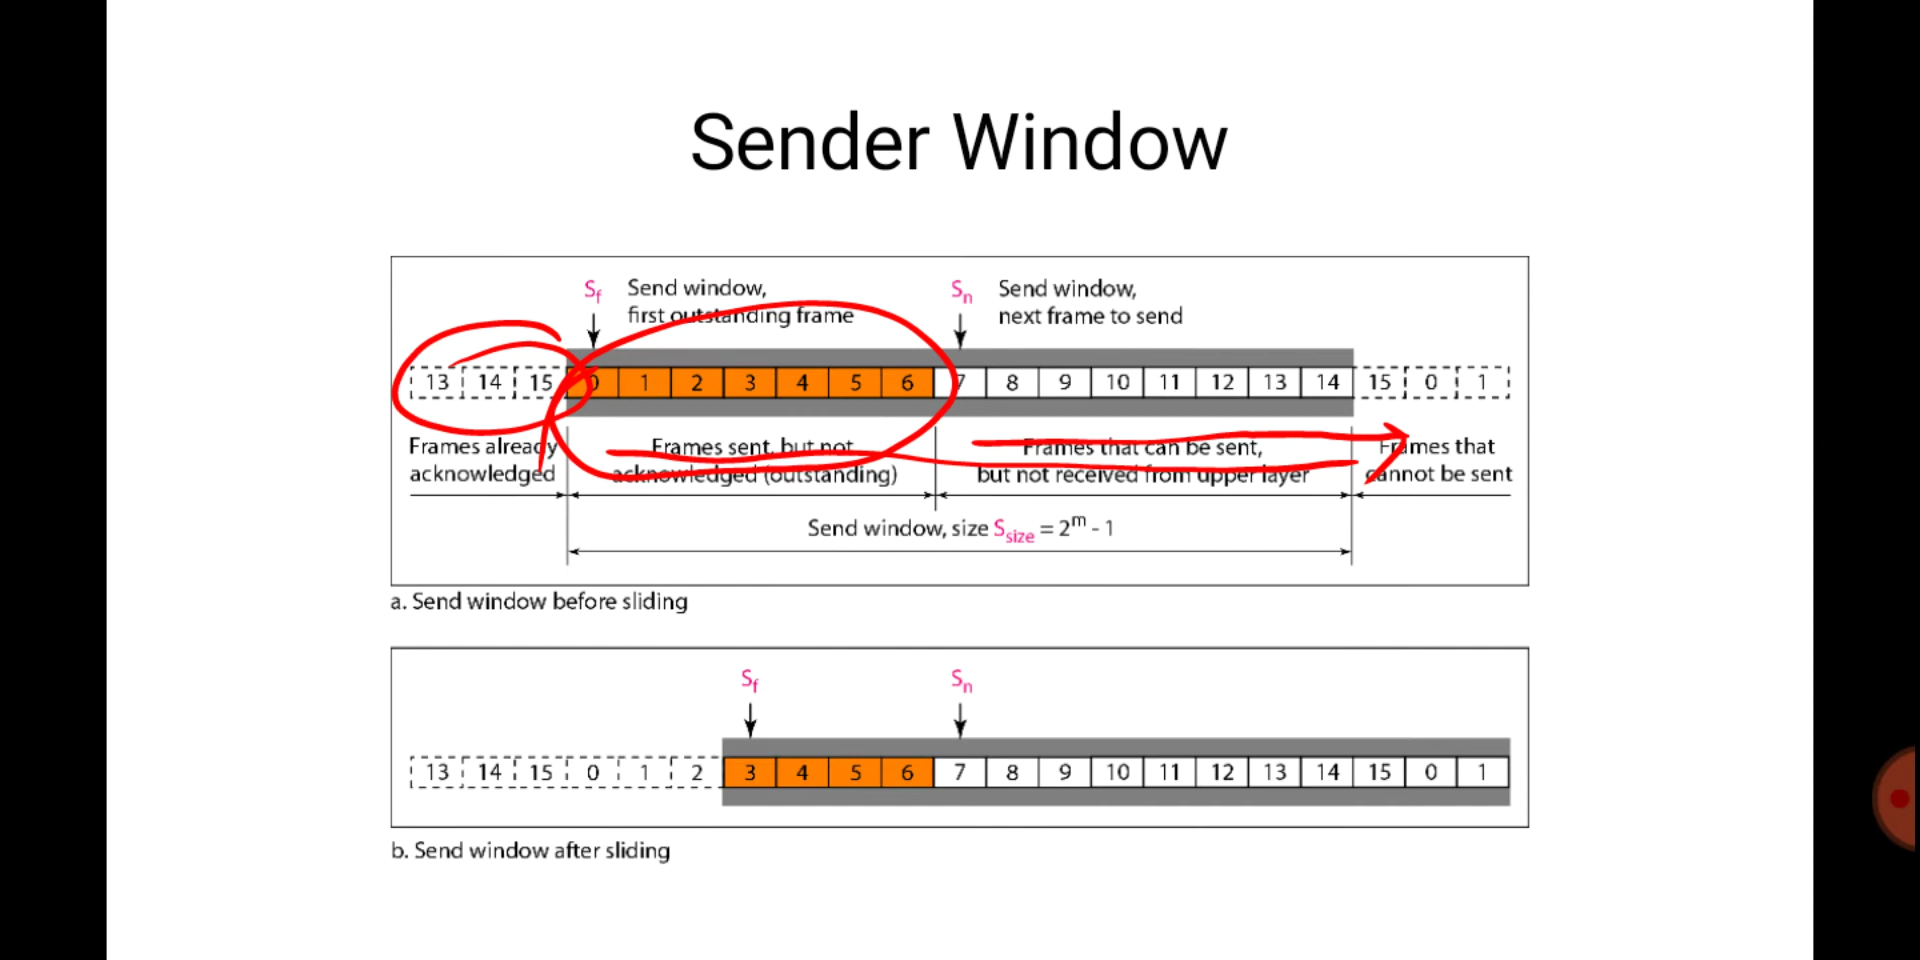 Sender Window
Sf Send window, Sn Send window,
first outstanding frame next frame to send
13 14 15 0 1 2 3 4 5 6 7 8 9 10 11 12 13 14 15 0 1
Frames already Frames sent, but not Frames that can be sent, Frames that
acknowledged acknowledged (outstanding) but not received from upper layer cannot be sent
Send window, size Ssize = 2^m - 1
a. Send window before sliding
Sf Sn
13 14 15 0 1 2 3 4 5 6 7 8 9 10 11 12 13 14 15 0 1
b. Send window after sliding